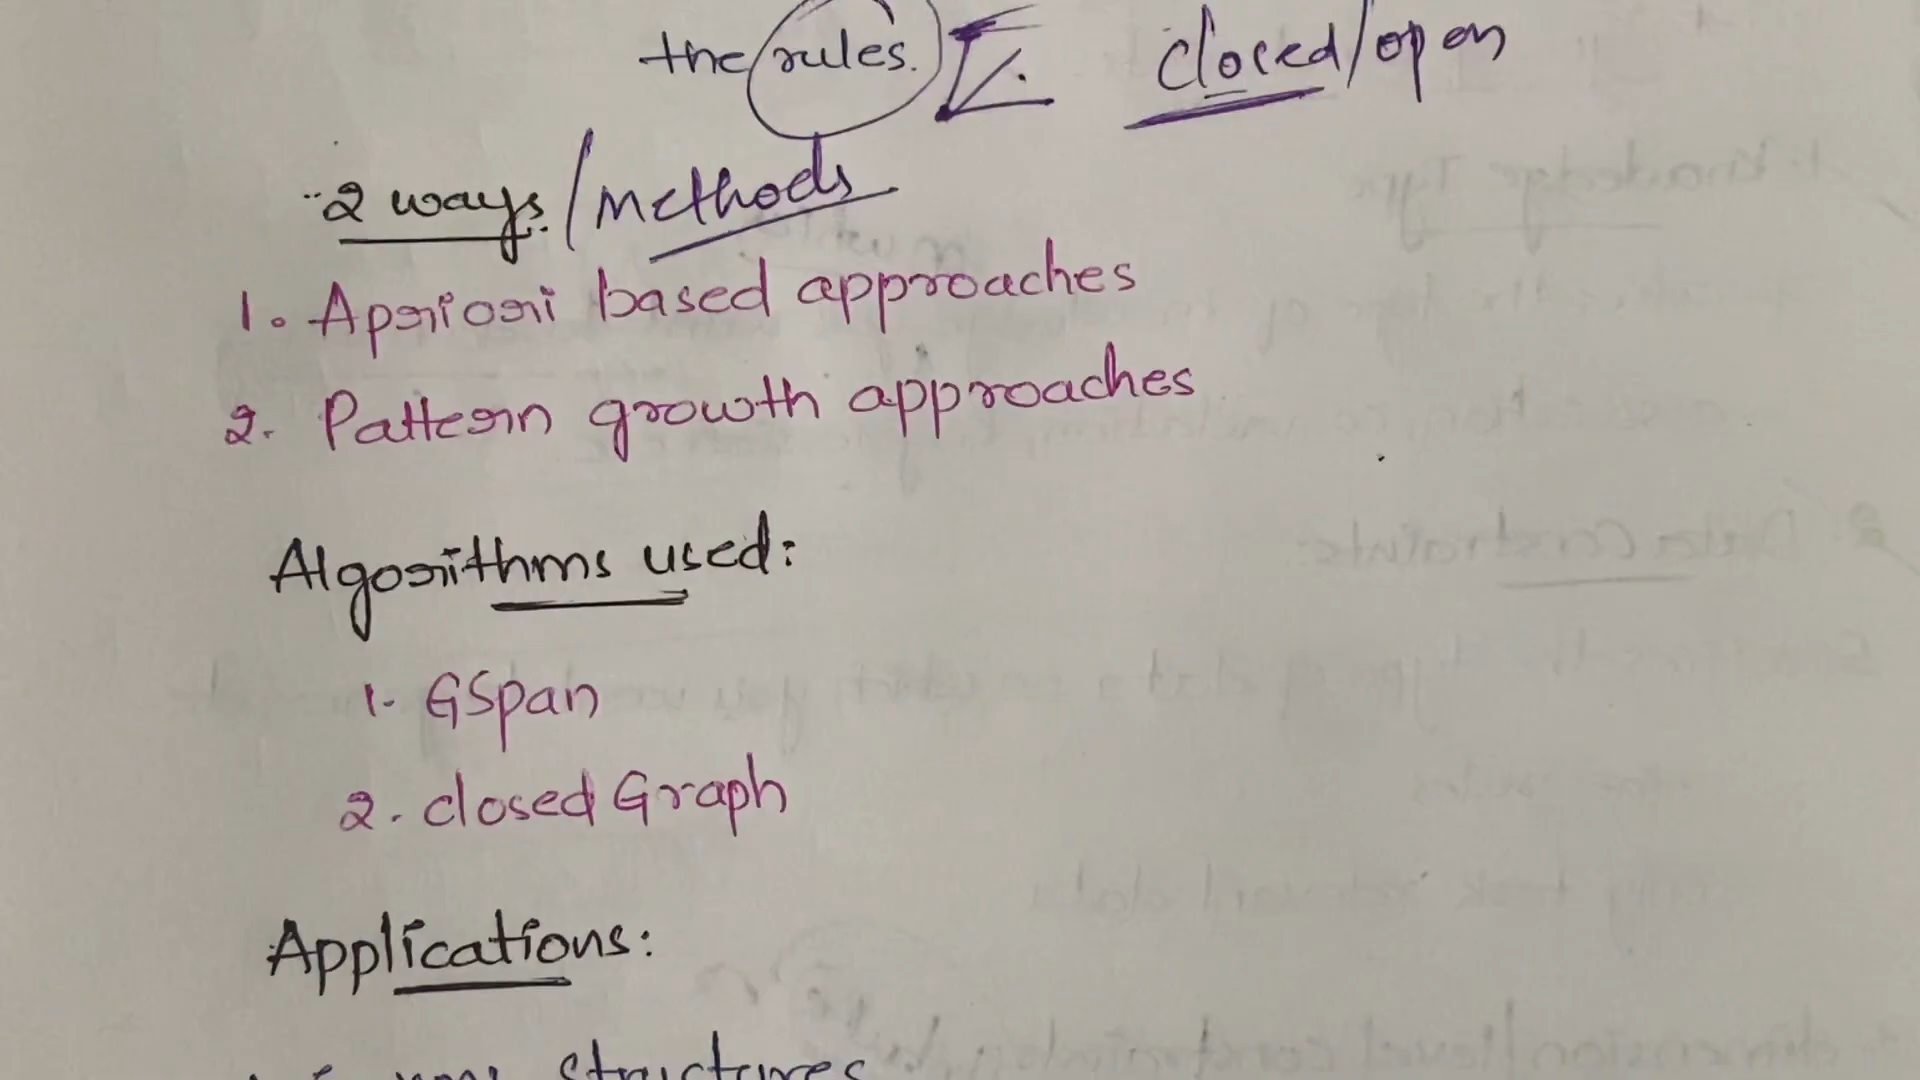 the rules. closed/open
2 ways/methods
1. Apriori based approaches
2. Pattern growth approaches
Algorithms used:
1. GSpan
2. closed Graph
Applications:
structures